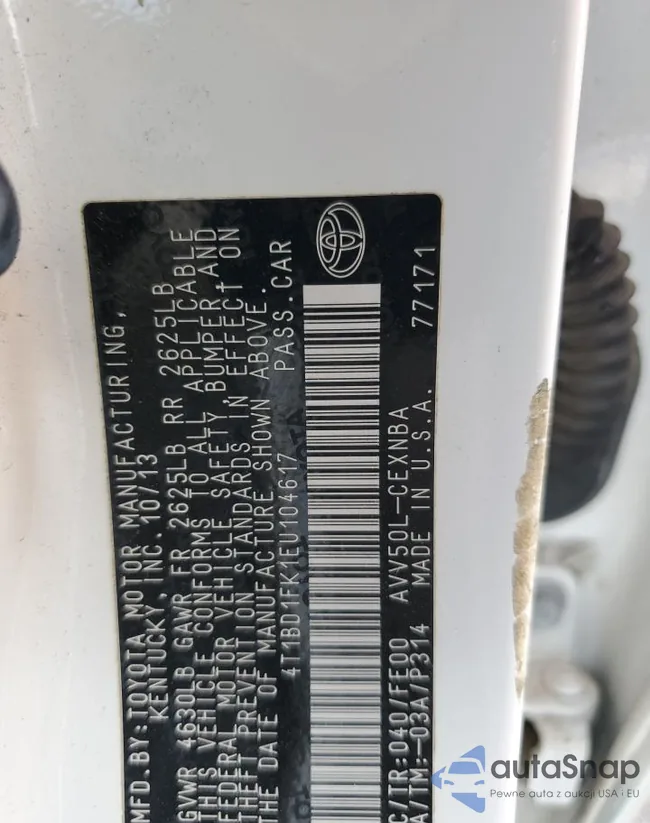 MFD.BY:TOYOTA MOTOR MANUFACTURING,
KENTUCKY, INC. 10/13
GVWR 4630LB GAWR FR 2625LB RR 2625LB
THIS VEHICLE CONFORMS TO ALL APPLICABLE
FEDERAL MOTOR VEHICLE SAFETY,BUMPER,AND
THEFT PREVENTION STANDARDS IN EFFECT ON
THE DATE OF MANUFACTURE SHOWN ABOVE.
4T1BD1FK1EU104617 PASS.CAR
C/TR:040/FE00 AVV50L-CEXNBA
A/TM:-03A/P314 MADE IN U.S.A. 77171
autoSnap
Pewne auta z aukcji USA i EU